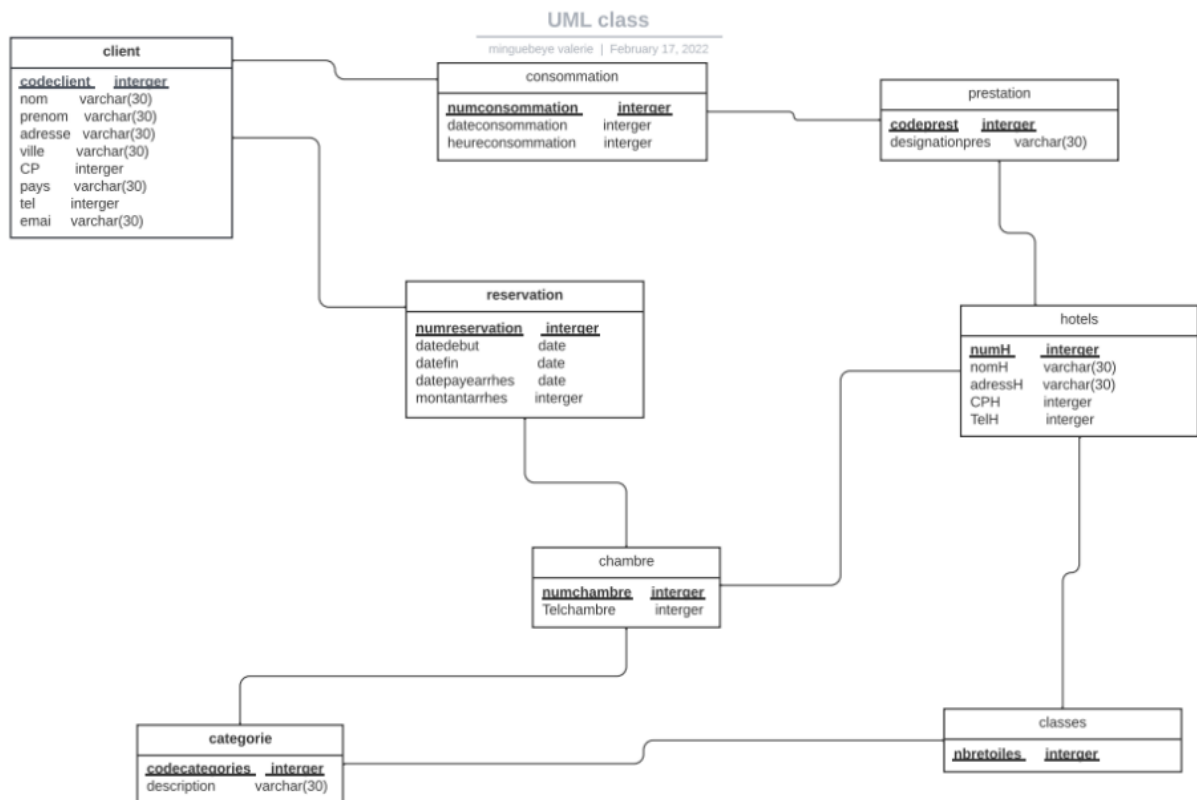 UML class
minguebeye valerie | February 17, 2022
client
codeclient interger
nom varchar(30)
prenom varchar(30)
adresse varchar(30)
ville varchar(30)
CP interger
pays varchar(30)
tel interger
emai varchar(30)
consommation
numconsommation interger
dateconsommation interger
heureconsommation interger
prestation
codeprest interger
designationpres varchar(30)
reservation
numreservation interger
datedebut date
datefin date
datepayearrhes date
montantarrhes interger
hotels
numH interger
nomH varchar(30)
adressH varchar(30)
CPH interger
TelH interger
chambre
numchambre interger
Telchambre interger
categorie
codecategories interger
description varchar(30)
classes
nbretoiles interger